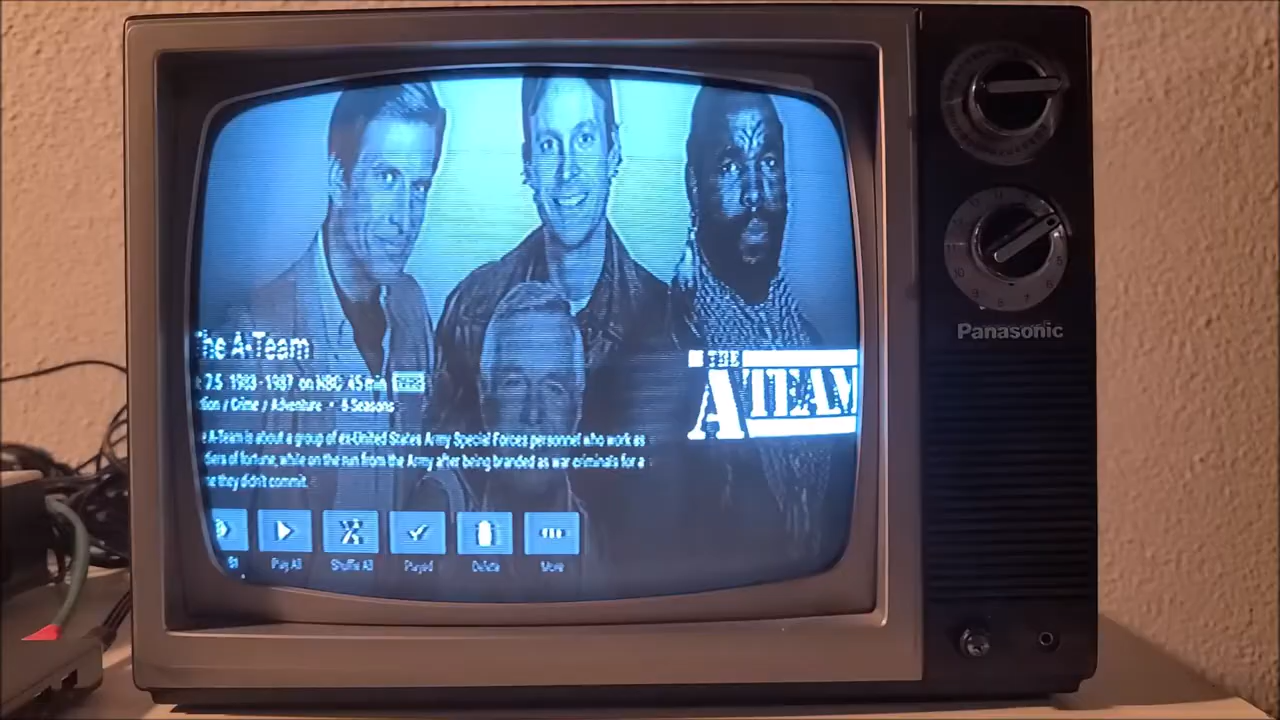 he A-Team
7.5 1983 - 1987 on NBC 45 min
tion / Crime / Adventure • 5 Seasons
e A-Team is about a group of ex-United States Army Special Forces personnel who work as
diers of fortune, while on the run from the Army after being branded as war criminals for a
me they didn't commit.
S1 Play All Shuffle All Played Delete More
THE
A TEAM
Panasonic